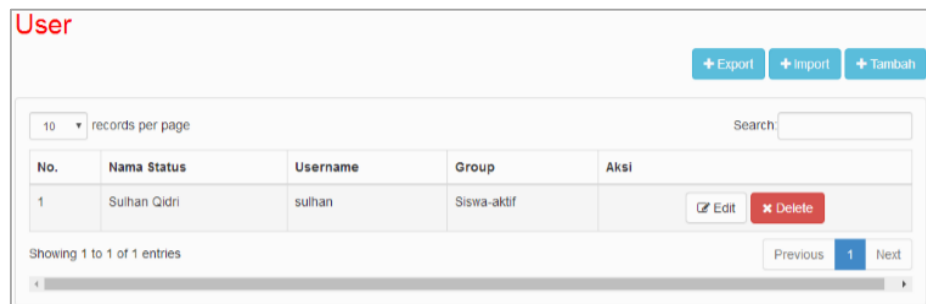 User
Export Import Tambah
10 records per page Search:
No. Nama Status Username Group Aksi
1 Sulhan Qidri sulhan Siswa-aktif Edit Delete
Showing 1 to 1 of 1 entries Previous 1 Next